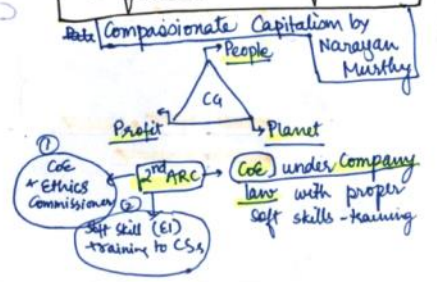 Compassionate Capitalism by
Narayan
Murthy
People
CG
Profit
Planet
①
CoE
& Ethics
Commissioner
2nd ARC
CoE under Company
law with proper
soft skills-training
②
Soft Skill (EI)
training to CSs